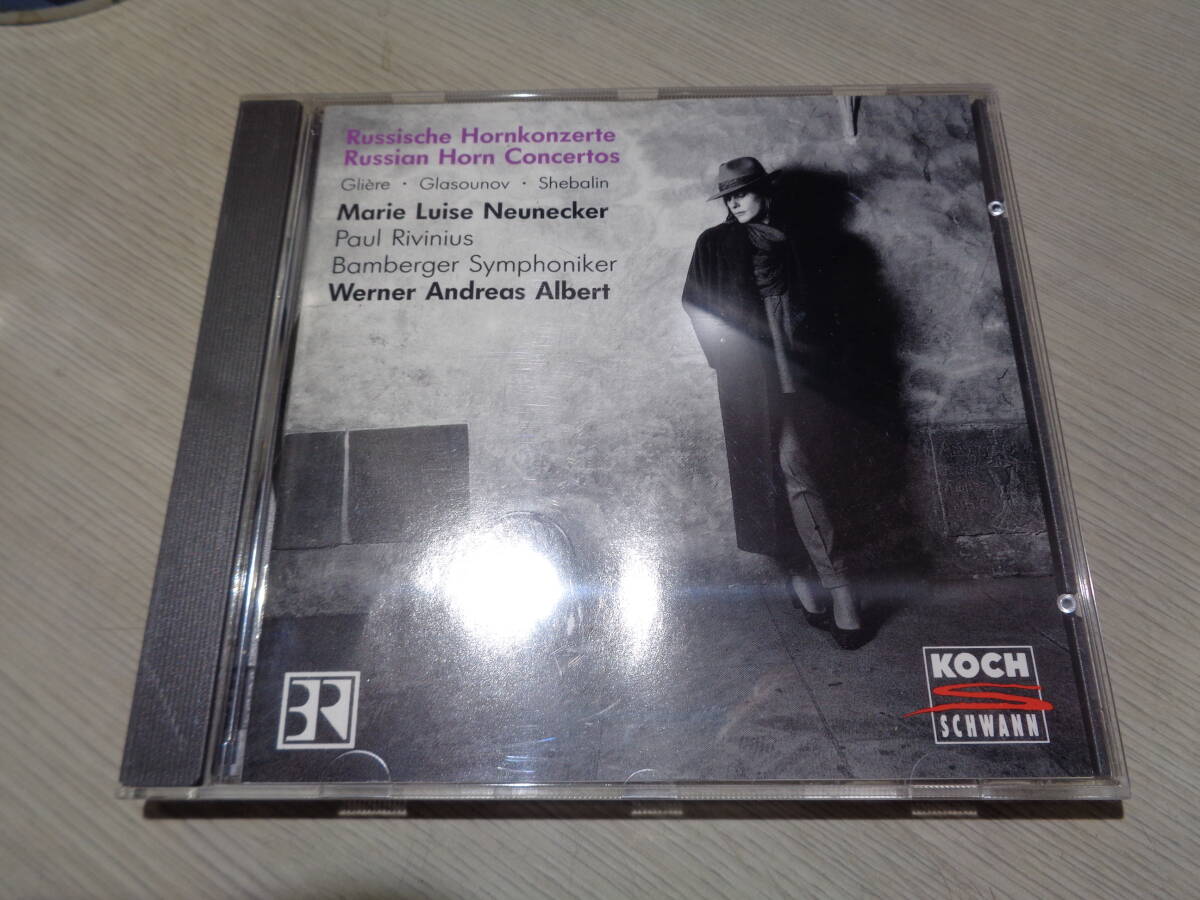 Russische Hornkonzerte
Russian Horn Concertos
Glière · Glasounov · Shebalin
Marie Luise Neunecker
Paul Rivinius
Bamberger Symphoniker
Werner Andreas Albert
BR
KOCH
SCHWANN